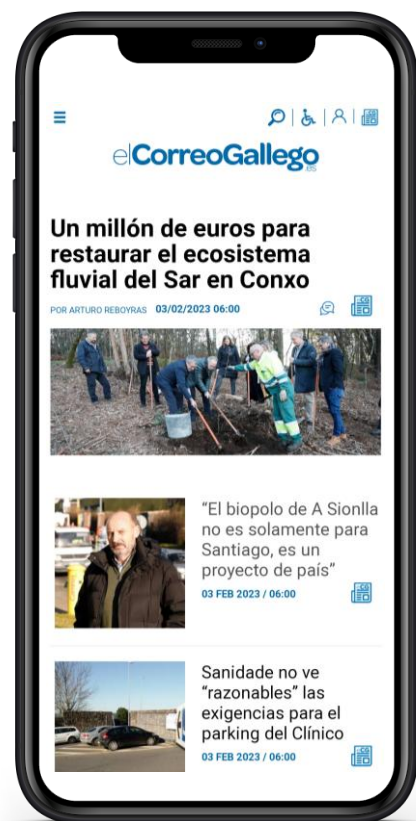 elCorreoGallego
Un millón de euros para
restaurar el ecosistema
fluvial del Sar en Conxo
POR ARTURO REBOYRAS 03/02/2023 06:00
“El biopolo de A Sionlla
no es solamente para
Santiago, es un
proyecto de país”
03 FEB 2023 / 06:00
Sanidade no ve
“razonables” las
exigencias para el
parking del Clínico
03 FEB 2023 / 06:00